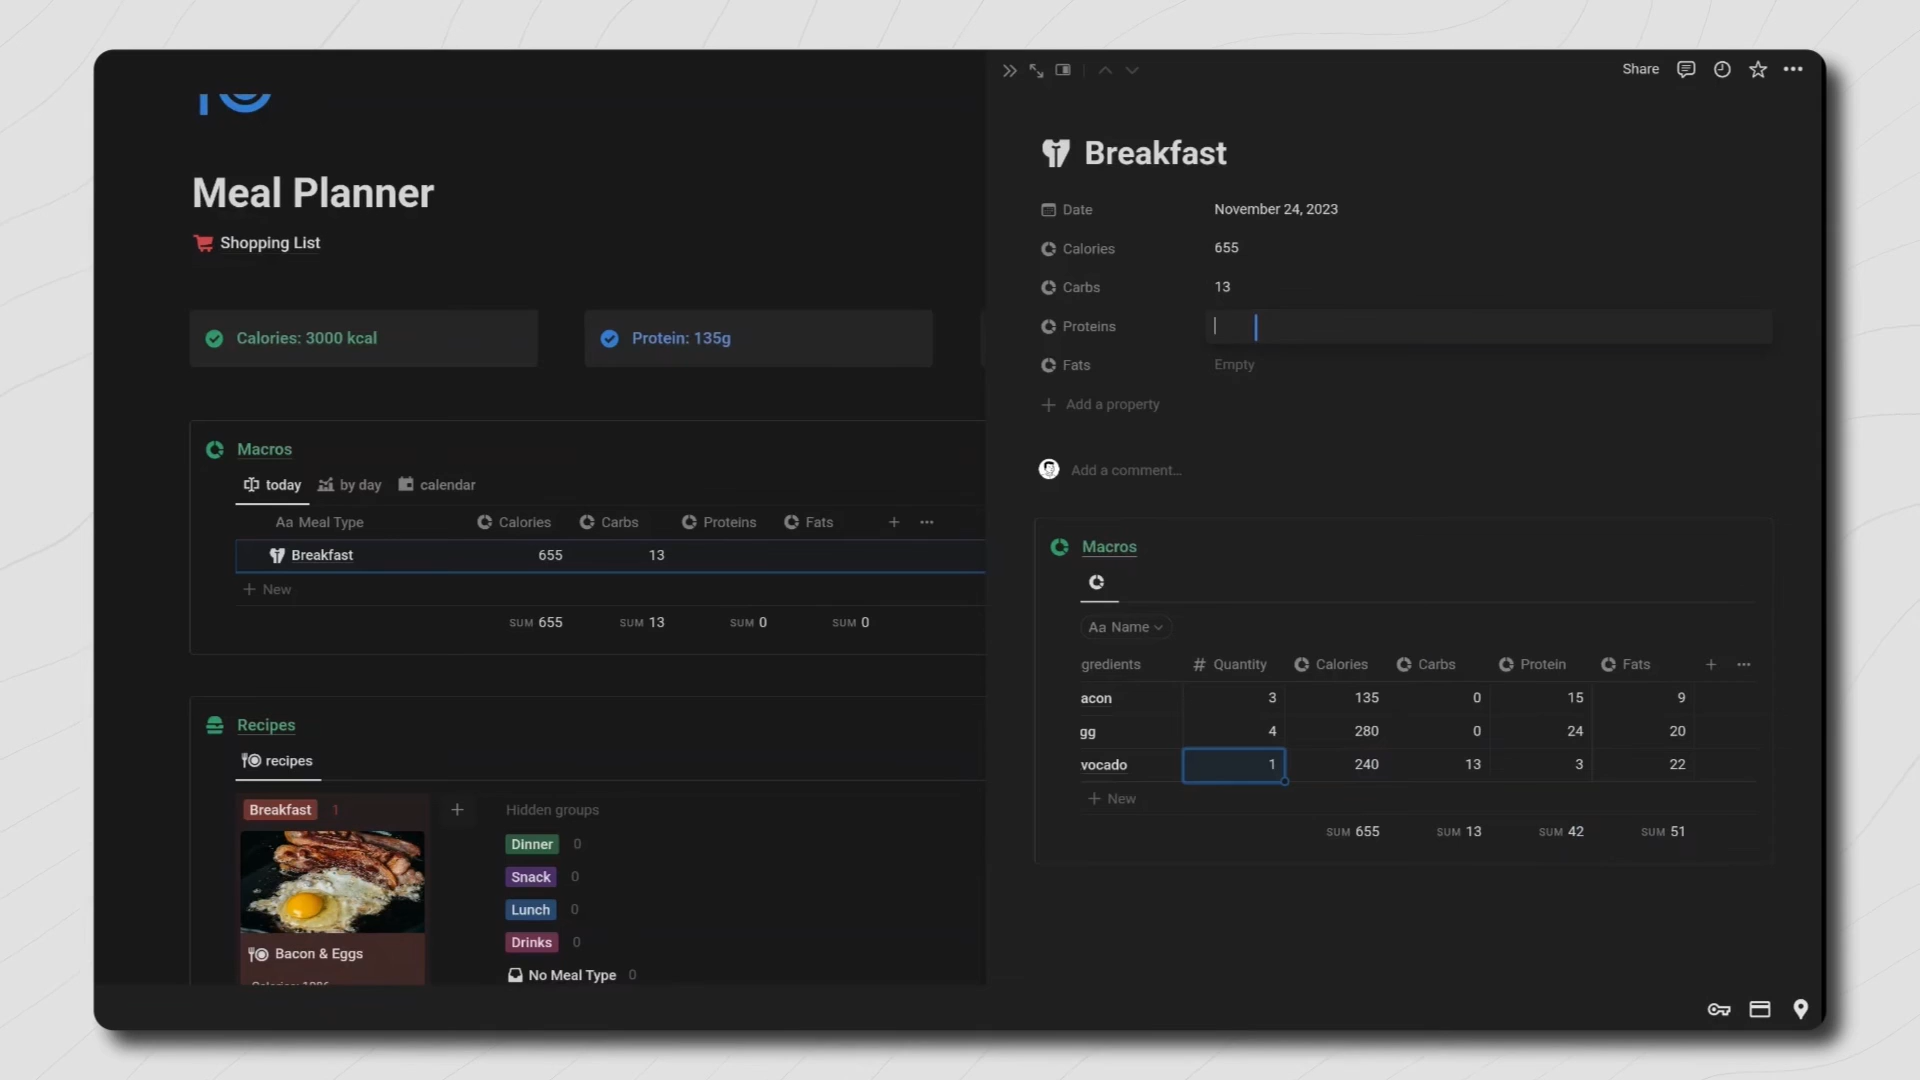 Meal Planner
Shopping List
Calories: 3000 kcal
Protein: 135g
Macros
today by day calendar
Aa Meal Type Calories Carbs Proteins Fats
Breakfast 655 13
New
SUM 655 SUM 13 SUM 0 SUM 0
Recipes
recipes
Breakfast 1
Bacon & Eggs
Hidden groups
Dinner 0
Snack 0
Lunch 0
Drinks 0
No Meal Type 0
Share
Breakfast
Date November 24, 2023
Calories 655
Carbs 13
Proteins
Fats Empty
Add a property
Add a comment...
Macros
Aa Name
gredients # Quantity Calories Carbs Protein Fats
acon 3 135 0 15 9
gg 4 280 0 24 20
vocado 1 240 13 3 22
New
SUM 655 SUM 13 SUM 42 SUM 51